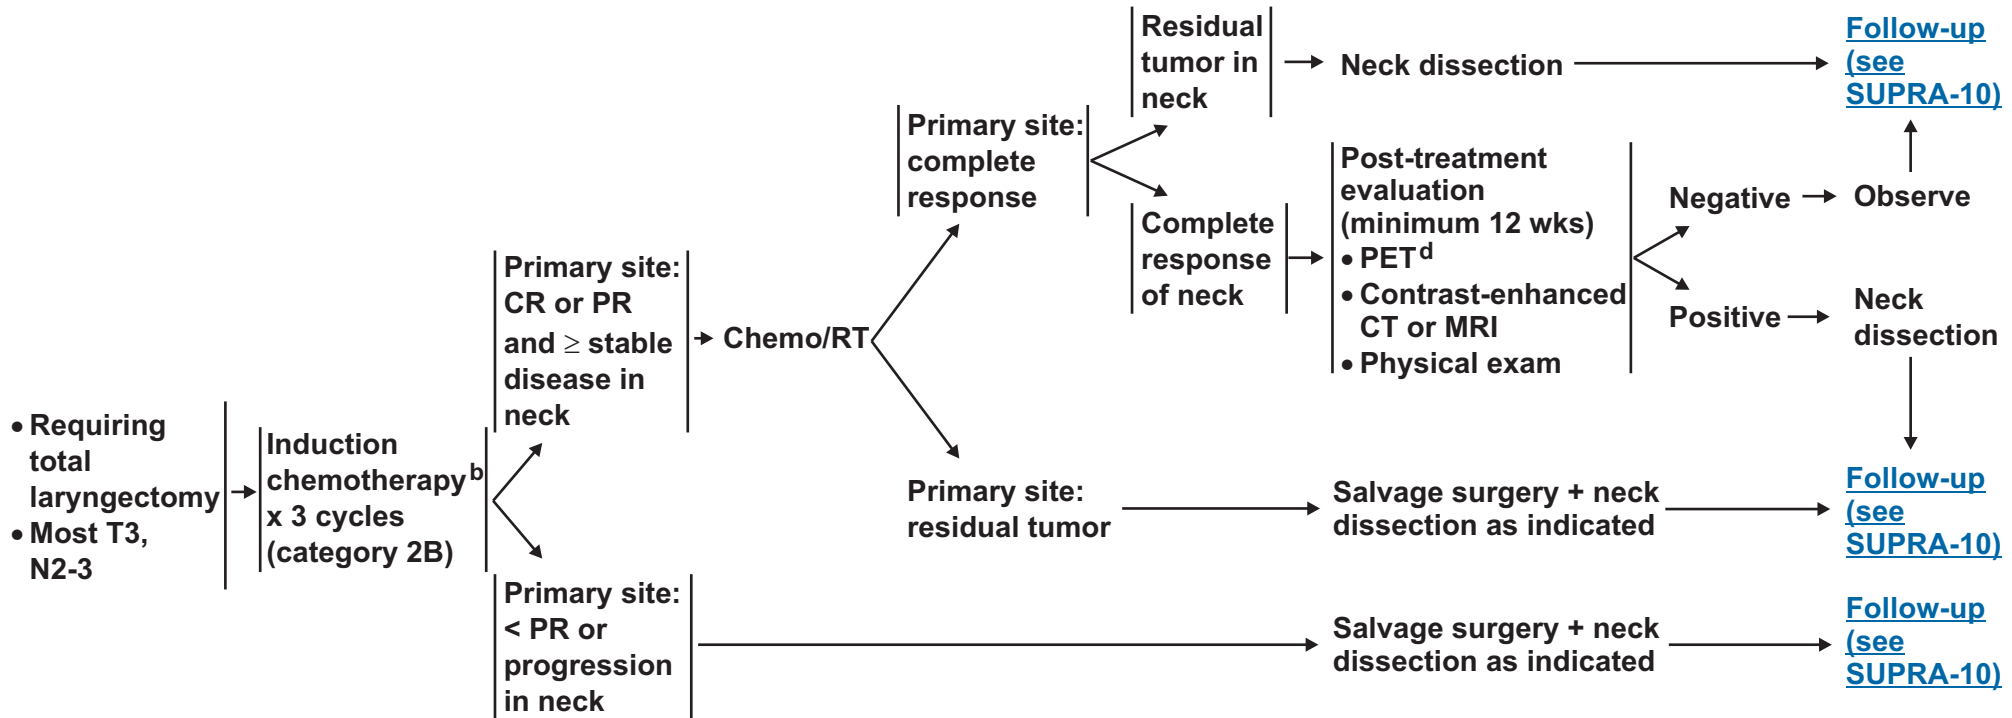 • Requiring
total
laryngectomy
• Most T3,
N2-3
Induction
chemotherapy b
x 3 cycles
(category 2B)
Primary site:
CR or PR
and ≥ stable
disease in
neck
Primary site:
< PR or
progression
in neck
Chemo/RT
Primary site:
complete
response
Primary site:
residual tumor
Residual
tumor in
neck
Complete
response
of neck
Neck dissection
Post-treatment
evaluation
(minimum 12 wks)
• PET d
• Contrast-enhanced
CT or MRI
• Physical exam
Negative
Positive
Observe
Neck
dissection
Salvage surgery + neck
dissection as indicated
Salvage surgery + neck
dissection as indicated
Follow-up
(see
SUPRA-10)
Follow-up
(see
SUPRA-10)
Follow-up
(see
SUPRA-10)